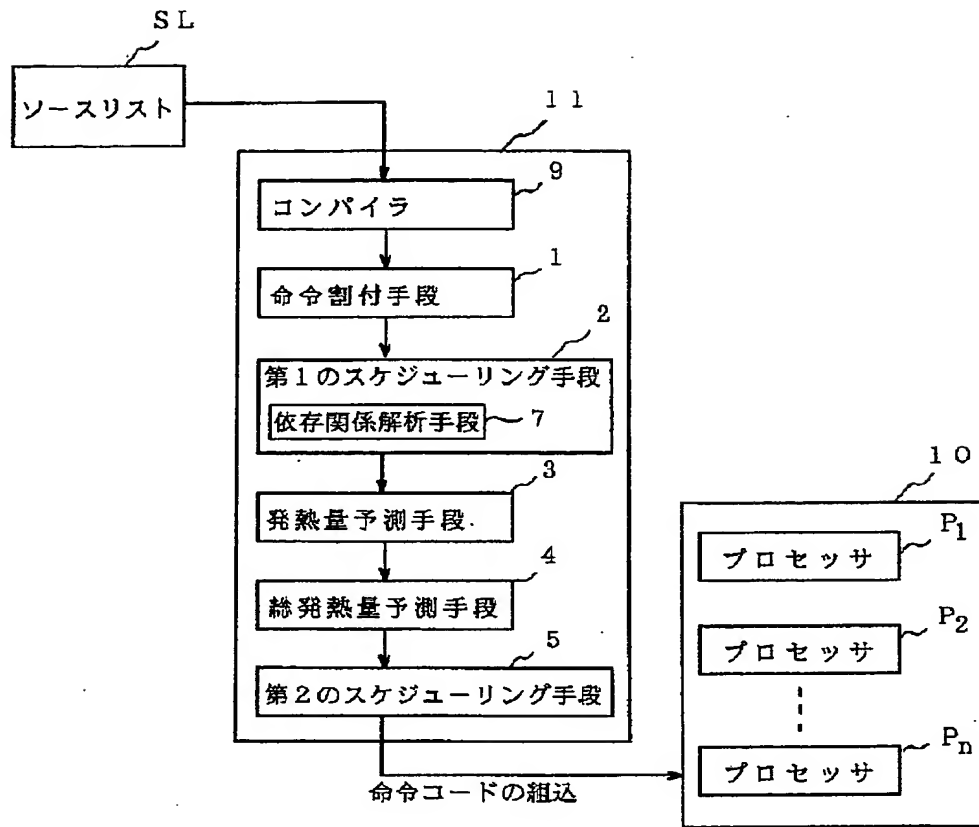 SL
ソースリスト
11
9
コンパイラ
1
命令割付手段
2
第1のスケジューリング手段
依存関係解析手段
7
3
発熱量予測手段
4
総発熱量予測手段
5
第2のスケジューリング手段
命令コードの組込
10
P1
プロセッサ
P2
プロセッサ
Pn
プロセッサ